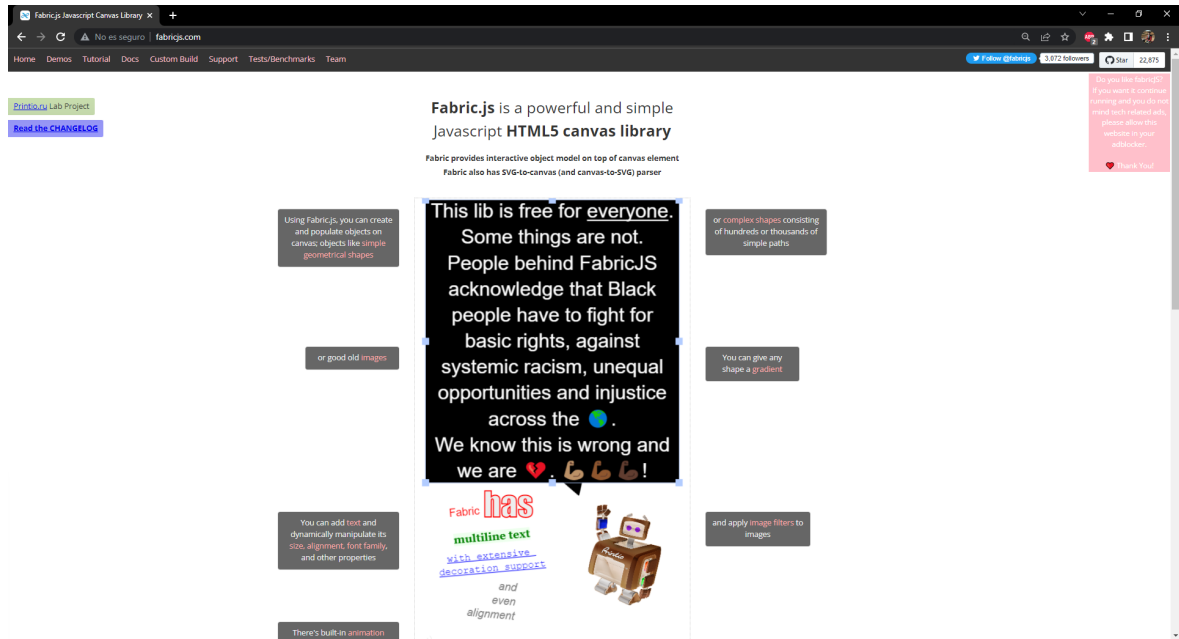 Fabric.js Javascript Canvas Library
No es seguro
fabricjs.com
Home Demos Tutorial Docs Custom Build Support Tests/Benchmarks Team
Follow @fabricjs
3,072 followers
Star
22,875
Do you like fabricJS?
If you want it continue
running and you do not
mind tech related ads,
please allow this
website in your
adblocker.
❤ Thank You!
Printio.ru Lab Project
Read the CHANGELOG
Fabric.js is a powerful and simple
Javascript HTML5 canvas library
Fabric provides interactive object model on top of canvas element
Fabric also has SVG-to-canvas (and canvas-to-SVG) parser
Using Fabric.js, you can create
and populate objects on
canvas; objects like simple
geometrical shapes
This lib is free for everyone.
Some things are not.
People behind FabricJS
acknowledge that Black
people have to fight for
basic rights, against
systemic racism, unequal
opportunities and injustice
across the 🌎.
We know this is wrong and
we are 💔. 💪🏽 💪🏾 💪🏿!
or complex shapes consisting
of hundreds or thousands of
simple paths
or good old images
You can give any
shape a gradient
You can add text and
dynamically manipulate its
size, alignment, font family,
and other properties
Fabric has
multiline text
with extensive
decoration support
and
even
alignment
and apply image filters to
images
There's built-in animation